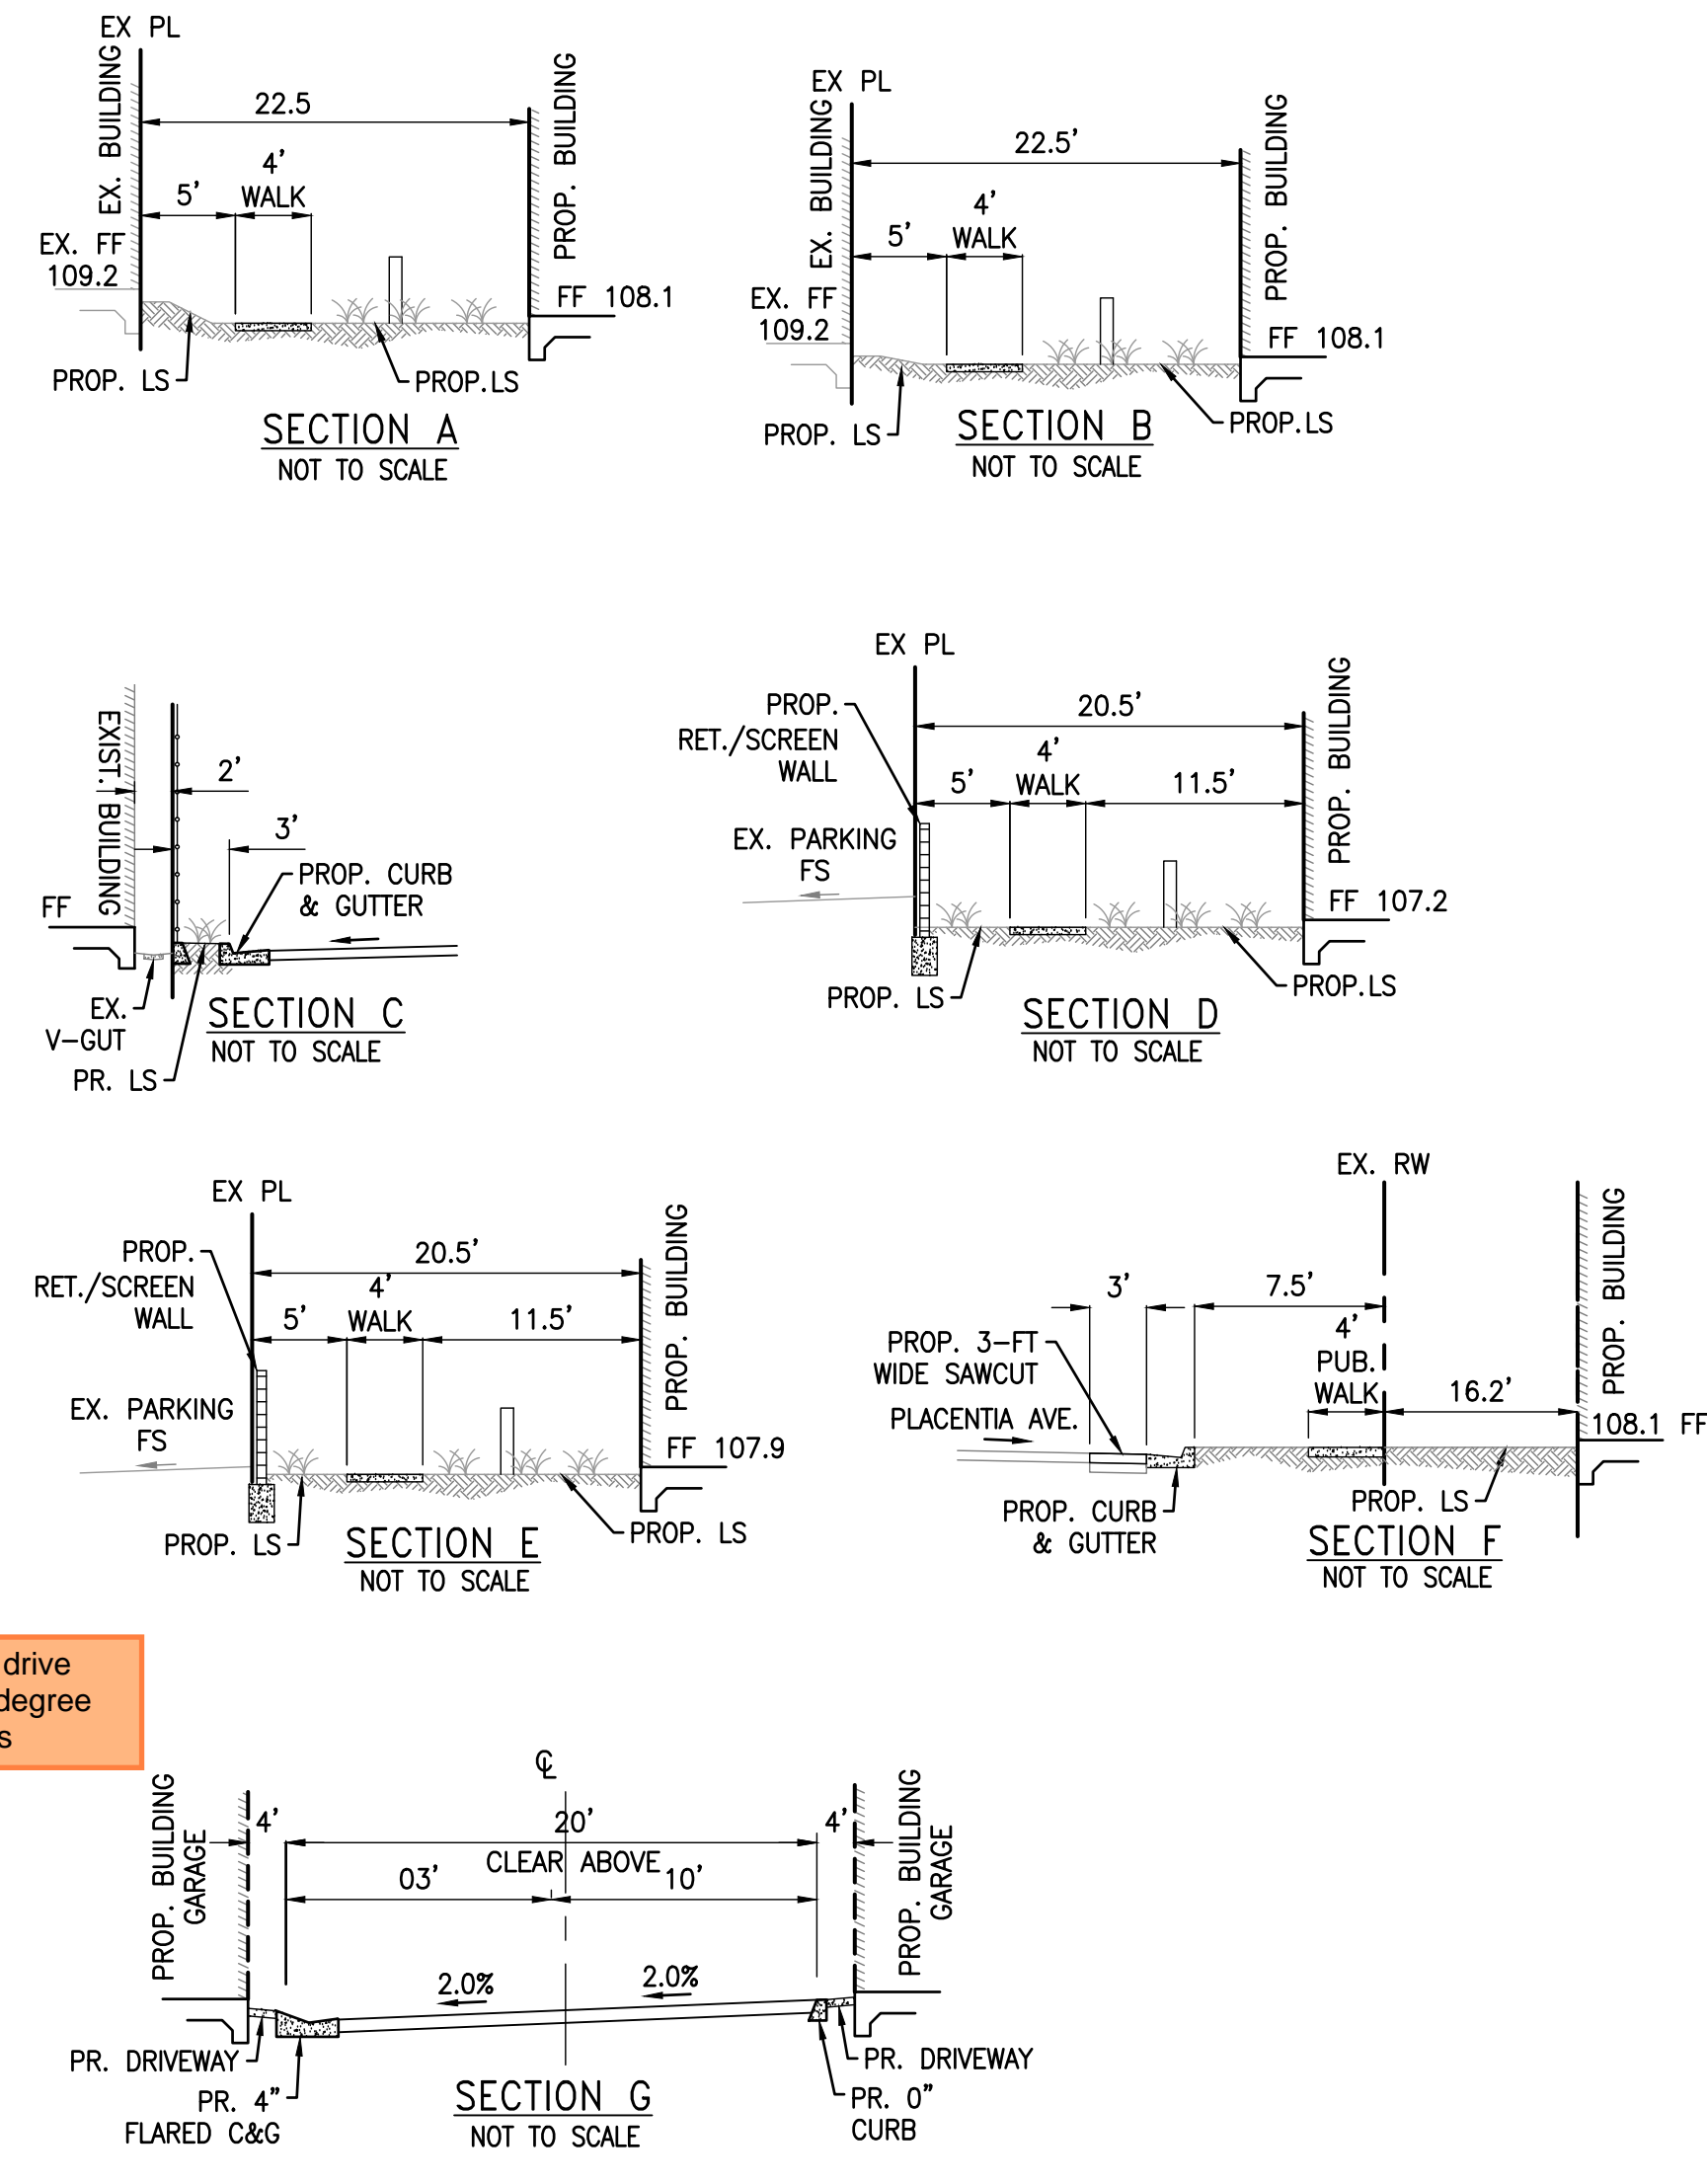 EX PL
EX. BUILDING
22.5
PROP. BUILDING
4'
WALK
5'
EX. FF
109.2
FF 108.1
PROP. LS
PROP.LS
SECTION A
NOT TO SCALE
EX PL
EX. BUILDING
22.5'
PROP. BUILDING
4'
WALK
5'
EX. FF
109.2
FF 108.1
PROP. LS
PROP.LS
SECTION B
NOT TO SCALE
EXIST. BUILDING
2'
3'
PROP. CURB
& GUTTER
FF
EX.
V-GUT
PR. LS
SECTION C
NOT TO SCALE
EX PL
PROP.
RET./SCREEN
WALL
20.5'
PROP. BUILDING
4'
WALK
5'
11.5'
EX. PARKING
FS
FF 107.2
PROP. LS
PROP.LS
SECTION D
NOT TO SCALE
EX PL
PROP.
RET./SCREEN
WALL
20.5'
PROP. BUILDING
4'
WALK
5'
11.5'
EX. PARKING
FS
FF 107.9
PROP. LS
PROP. LS
SECTION E
NOT TO SCALE
EX. RW
PROP. BUILDING
3'
7.5'
PROP. 3-FT
WIDE SAWCUT
4'
PUB.
WALK
16.2'
PLACENTIA AVE.
108.1 FF
PROP. CURB
& GUTTER
PROP. LS
SECTION F
NOT TO SCALE
drive
degree
s
℄
PROP. BUILDING
GARAGE
4'
20'
CLEAR ABOVE
4'
PROP. BUILDING
GARAGE
03'
10'
2.0%
2.0%
PR. DRIVEWAY
PR. 4"
FLARED C&G
PR. DRIVEWAY
PR. 0"
CURB
SECTION G
NOT TO SCALE